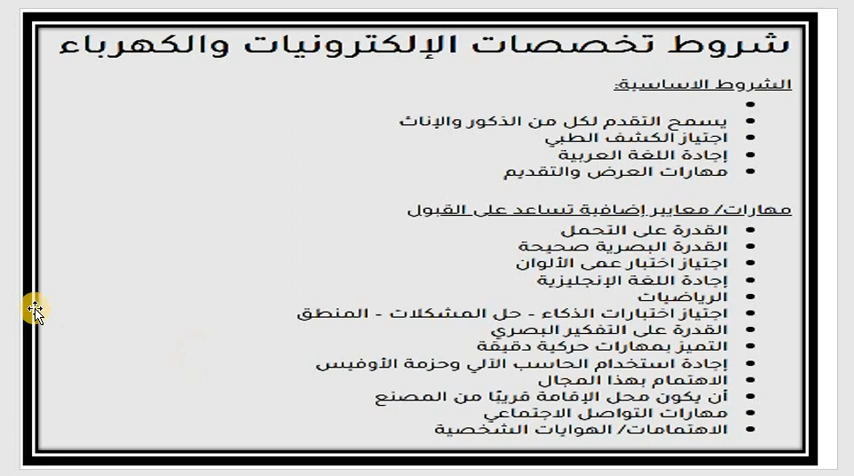 شروط تخصصات الإلكترونيات والكهرباء
الشروط الاساسية:
يسمح التقدم لكل من الذكور والإناث
اجتياز الكشف الطبي
إجادة اللغة العربية
مهارات العرض والتقديم
مهارات/ معايير إضافية تساعد على القبول
القدرة على التحمل
القدرة البصرية صحيحة
اجتياز اختبار عمى الألوان
إجادة اللغة الإنجليزية
الرياضيات
اجتياز اختبارات الذكاء - حل المشكلات - المنطق
القدرة على التفكير البصري
التميز بمهارات حركية دقيقة
إجادة استخدام الحاسب الآلي وحزمة الأوفيس
الاهتمام بهذا المجال
أن يكون محل الإقامة قريبًا من المصنع
مهارات التواصل الاجتماعي
الاهتمامات/ الهوايات الشخصية